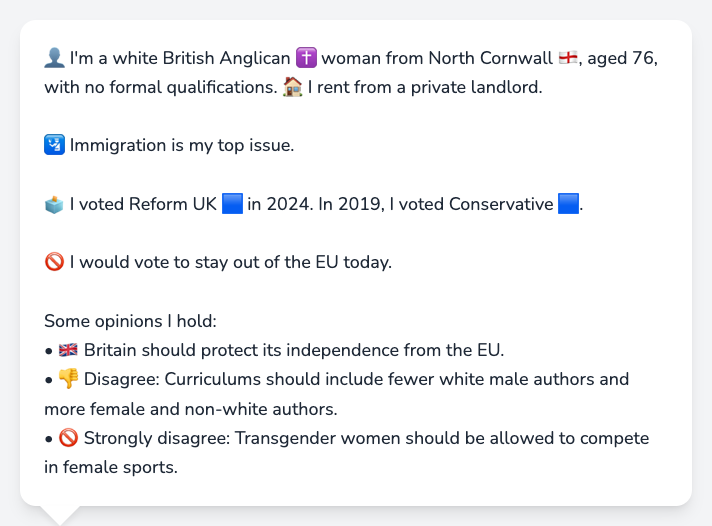 👤 I'm a white British Anglican ✝️ woman from North Cornwall 🏴󠁧󠁢󠁥󠁮󠁧󠁿, aged 76,
with no formal qualifications. 🏠 I rent from a private landlord.
🛂 Immigration is my top issue.
🗳️ I voted Reform UK 🟦 in 2024. In 2019, I voted Conservative 🟦.
🚫 I would vote to stay out of the EU today.
Some opinions I hold:
• 🇬🇧 Britain should protect its independence from the EU.
• 👎 Disagree: Curriculums should include fewer white male authors and
more female and non-white authors.
• 🚫 Strongly disagree: Transgender women should be allowed to compete
in female sports.